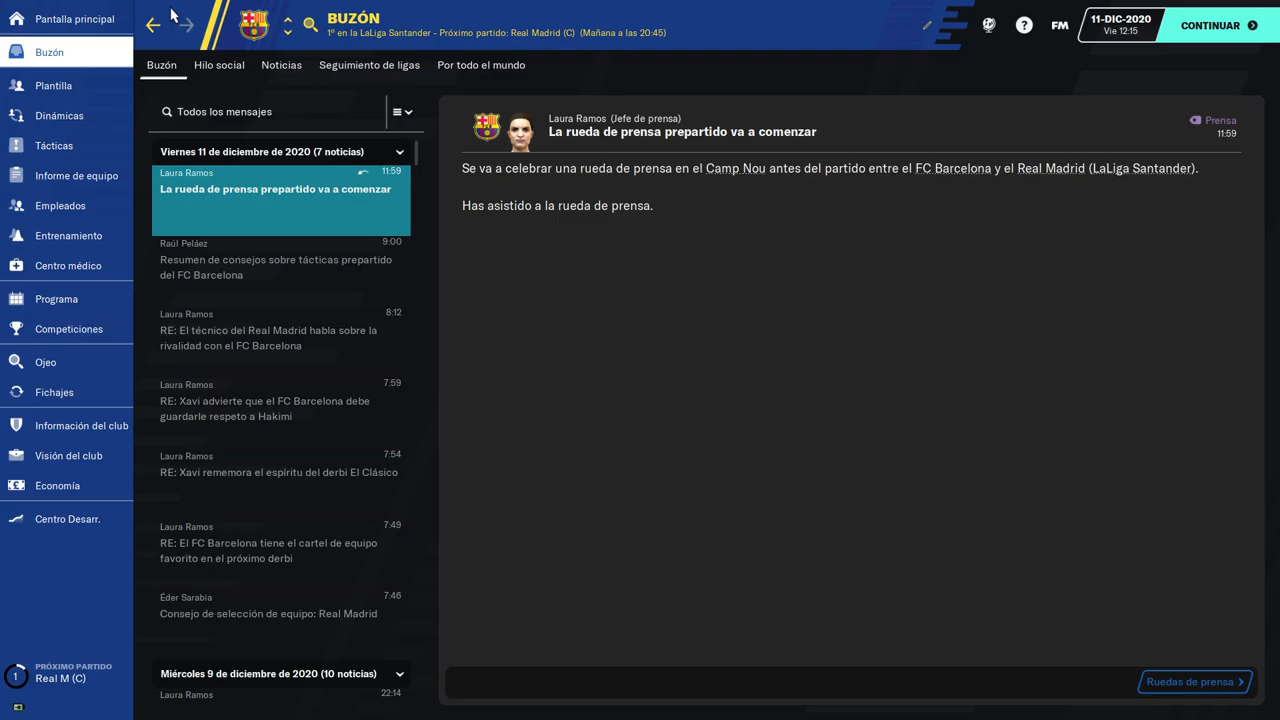 Pantalla principal
Buzón
Plantilla
Dinámicas
Tácticas
Informe de equipo
Empleados
Entrenamiento
Centro médico
Programa
Competiciones
Ojeo
Fichajes
Información del club
Visión del club
Economía
Centro Desarr.
1
PRÓXIMO PARTIDO
Real M (C)
BUZÓN
1º en la LaLiga Santander - Próximo partido: Real Madrid (C) (Mañana a las 20:45)
?
FM
11-DIC-2020
Vie 12:15
CONTINUAR
Buzón Hilo social Noticias Seguimiento de ligas Por todo el mundo
Todos los mensajes
Viernes 11 de diciembre de 2020 (7 noticias)
Laura Ramos 11:59
La rueda de prensa prepartido va a comenzar
Raúl Peláez 9:00
Resumen de consejos sobre tácticas prepartido
del FC Barcelona
Laura Ramos 8:12
RE: El técnico del Real Madrid habla sobre la
rivalidad con el FC Barcelona
Laura Ramos 7:59
RE: Xavi advierte que el FC Barcelona debe
guardarle respeto a Hakimi
Laura Ramos 7:54
RE: Xavi rememora el espíritu del derbi El Clásico
Laura Ramos 7:49
RE: El FC Barcelona tiene el cartel de equipo
favorito en el próximo derbi
Éder Sarabia 7:46
Consejo de selección de equipo: Real Madrid
Miércoles 9 de diciembre de 2020 (10 noticias)
Laura Ramos 22:14
Laura Ramos (Jefe de prensa)
La rueda de prensa prepartido va a comenzar
Prensa
11:59
Se va a celebrar una rueda de prensa en el Camp Nou antes del partido entre el FC Barcelona y el Real Madrid (LaLiga Santander).
Has asistido a la rueda de prensa.
Ruedas de prensa